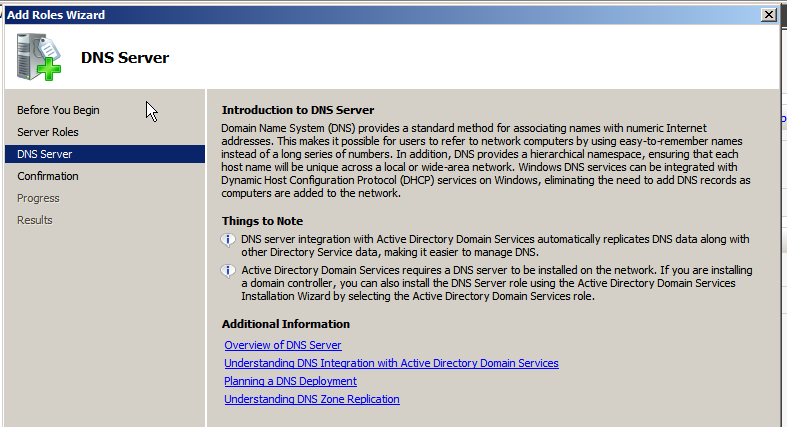 Add Roles Wizard
DNS Server
Before You Begin
Server Roles
DNS Server
Confirmation
Progress
Results
Introduction to DNS Server
Domain Name System (DNS) provides a standard method for associating names with numeric Internet
addresses. This makes it possible for users to refer to network computers by using easy-to-remember names
instead of a long series of numbers. In addition, DNS provides a hierarchical namespace, ensuring that each
host name will be unique across a local or wide-area network. Windows DNS services can be integrated with
Dynamic Host Configuration Protocol (DHCP) services on Windows, eliminating the need to add DNS records as
computers are added to the network.
Things to Note
DNS server integration with Active Directory Domain Services automatically replicates DNS data along with
other Directory Service data, making it easier to manage DNS.
Active Directory Domain Services requires a DNS server to be installed on the network. If you are installing
a domain controller, you can also install the DNS Server role using the Active Directory Domain Services
Installation Wizard by selecting the Active Directory Domain Services role.
Additional Information
Overview of DNS Server
Understanding DNS Integration with Active Directory Domain Services
Planning a DNS Deployment
Understanding DNS Zone Replication